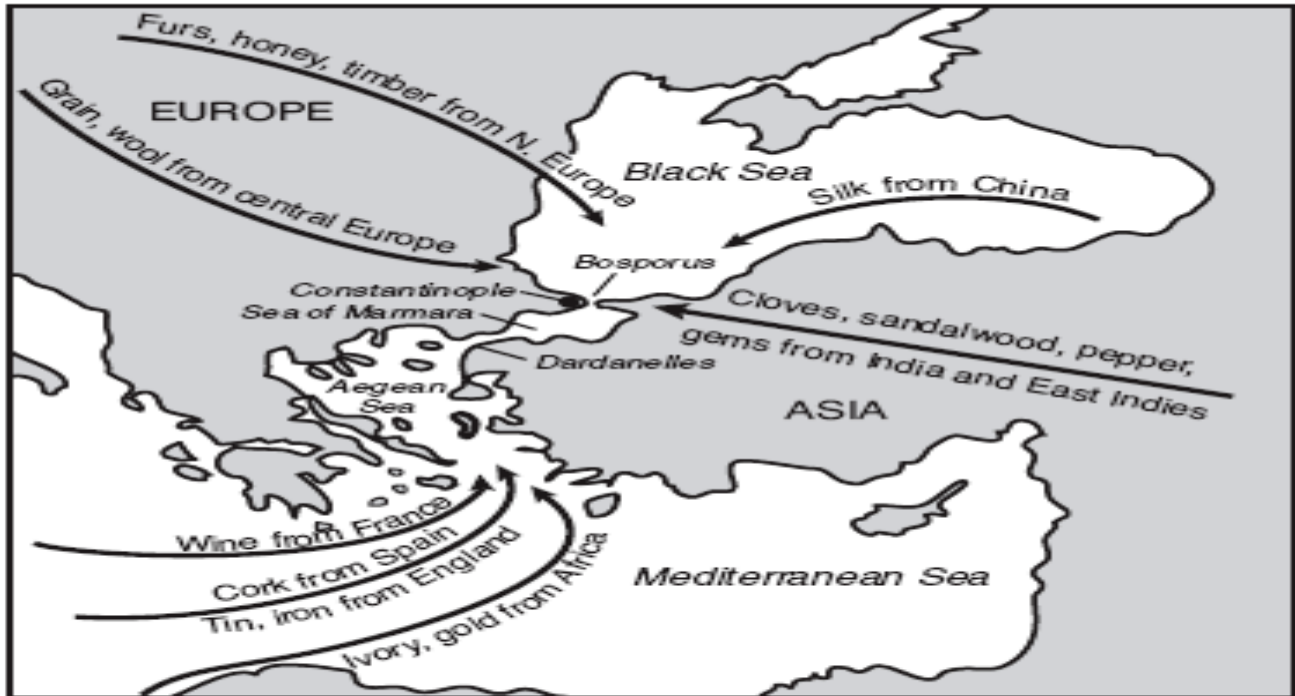 Furs, honey, timber from N. Europe
Grain, wool from central Europe
EUROPE
Black Sea
Silk from China
Bosporus
Constantinople
Sea of Marmara
Dardanelles
Cloves, sandalwood, pepper,
gems from India and East Indies
Aegean
Sea
ASIA
Wine from France
Cork from Spain
Tin, iron from England
Ivory, gold from Africa
Mediterranean Sea